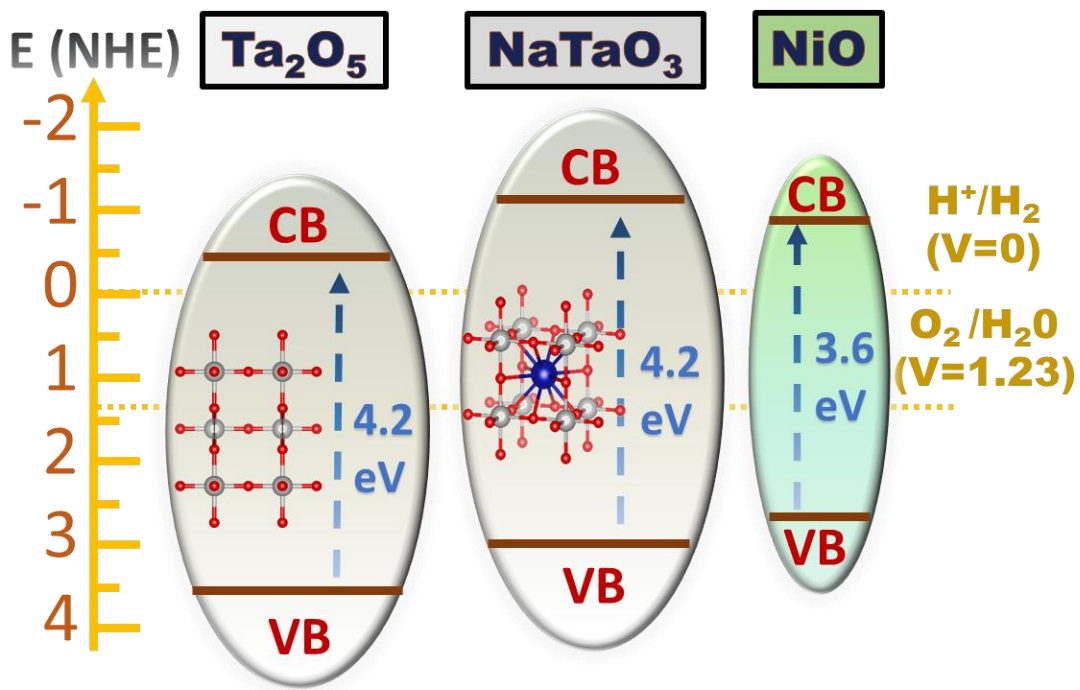 E (NHE)
Ta₂O₅
NaTaO₃
NiO
-2
-1
0
1
2
3
4
CB
4.2
eV
VB
CB
4.2
eV
VB
CB
3.6
eV
VB
H⁺/H₂
(V=0)
O₂/H₂0
(V=1.23)